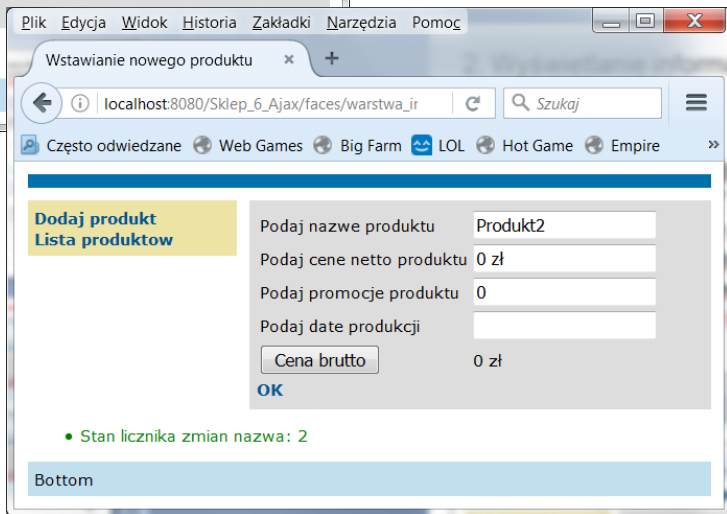 Plik Edycja Widok Historia Zakładki Narzędzia Pomoc
Wstawianie nowego produktu × +
localhost:8080/Sklep_6_Ajax/faces/warstwa_ir
Szukaj
Często odwiedzane Web Games Big Farm LOL Hot Game Empire »
Dodaj produkt
Lista produktow
Podaj nazwe produktu Produkt2
Podaj cene netto produktu 0 zł
Podaj promocje produktu 0
Podaj date produkcji
Cena brutto 0 zł
OK
• Stan licznika zmian nazwa: 2
Bottom